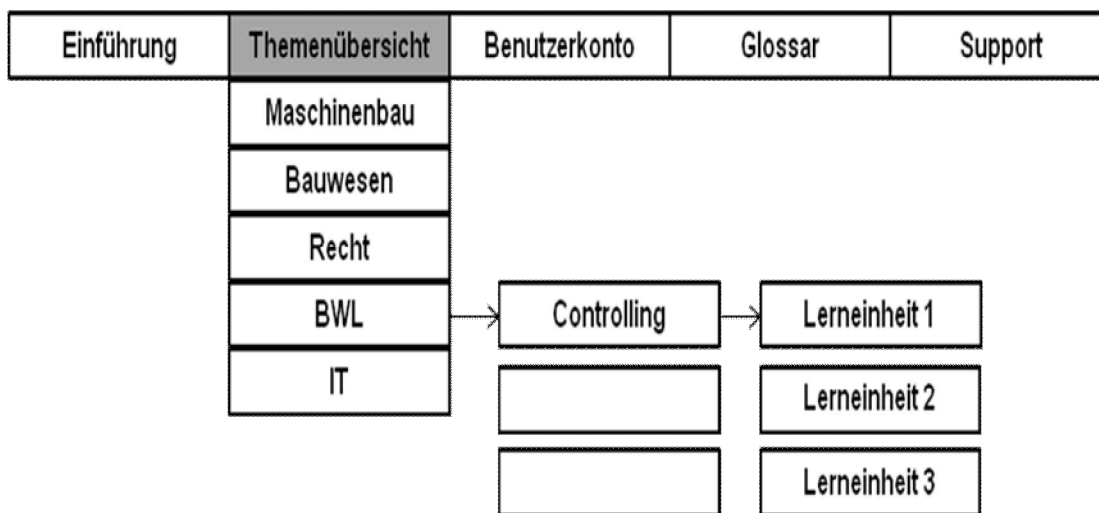 Einführung Themenübersicht Benutzerkonto Glossar Support
Maschinenbau
Bauwesen
Recht
BWL Controlling Lerneinheit 1
IT
Lerneinheit 2
Lerneinheit 3